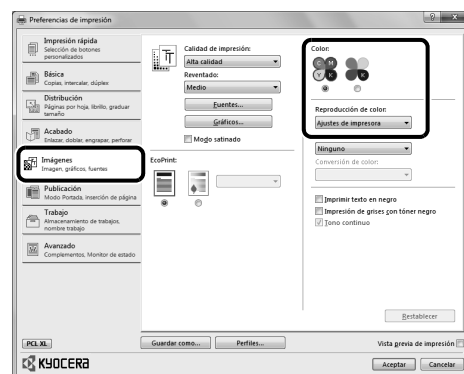 Preferencias de impresión
Impresión rápida
Selección de botones
personalizados
Básica
Copias, intercalar, dúplex
Distribución
Páginas por hoja, librillo, graduar
tamaño
Acabado
Enlazar, doblar, engrapar, perforar
Imágenes
Imagen, gráficos, fuentes
Publicación
Modo Portada, inserción de página
Trabajo
Almacenamiento de trabajos,
nombre trabajo
Avanzado
Complementos, Monitor de estado
Calidad de impresión:
Alta calidad
Reventado:
Medio
Fuentes...
Gráficos...
Modo satinado
EcoPrint:
Color:
C M
Y K K
Reproducción de color:
Ajustes de impresora
Ninguno
Conversión de color:
Imprimir texto en negro
Impresión de grises con tóner negro
Tono continuo
Restablecer
PCL XL
Guardar como...
Perfiles...
Vista previa de impresión
KYOCERA
Aceptar
Cancelar